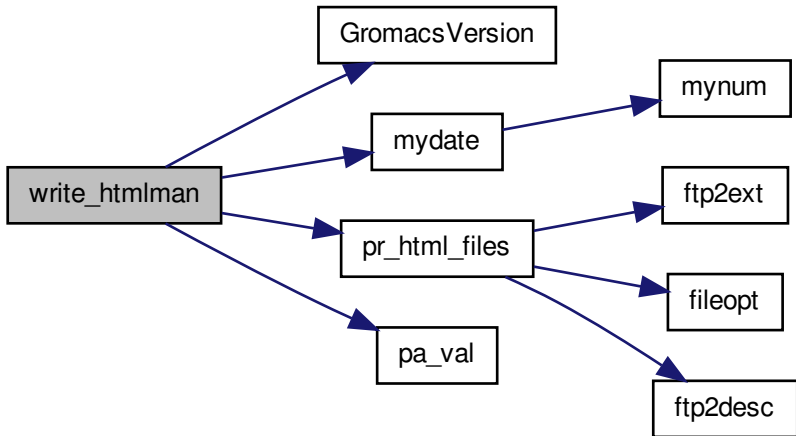 write_htmlman
GromacsVersion
mydate
mynum
pr_html_files
ftp2ext
fileopt
ftp2desc
pa_val